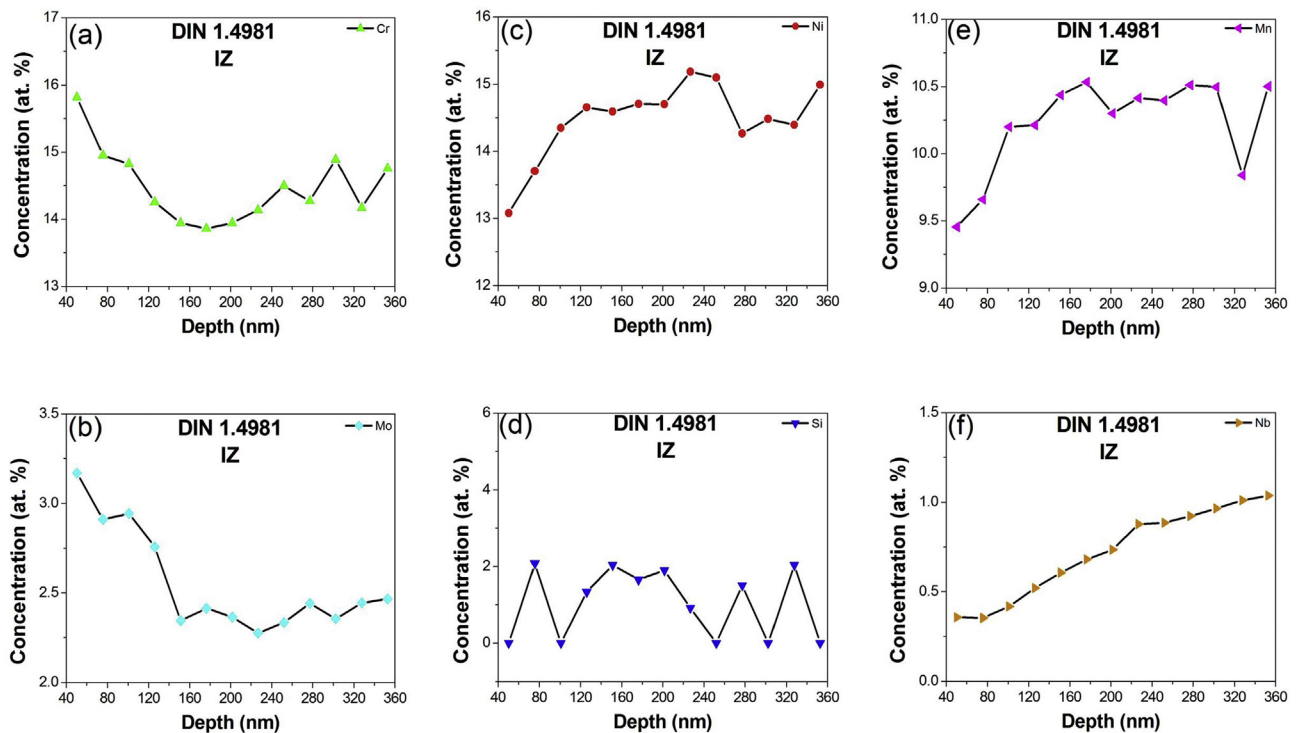 (a)
DIN 1.4981
IZ
Cr
17
16
15
14
13
Concentration (at. %)
40 80 120 160 200 240 280 320 360
Depth (nm)
(c)
DIN 1.4981
IZ
Ni
16
15
14
13
12
Concentration (at. %)
40 80 120 160 200 240 280 320 360
Depth (nm)
(e)
DIN 1.4981
IZ
Mn
11.0
10.5
10.0
9.5
9.0
Concentration (at. %)
40 80 120 160 200 240 280 320 360
Depth (nm)
(b)
DIN 1.4981
IZ
Mo
3.5
3.0
2.5
2.0
Concentration (at. %)
40 80 120 160 200 240 280 320 360
Depth (nm)
(d)
DIN 1.4981
IZ
Si
6
4
2
0
Concentration (at. %)
40 80 120 160 200 240 280 320 360
Depth (nm)
(f)
DIN 1.4981
IZ
Nb
1.5
1.0
0.5
0.0
Concentration (at. %)
40 80 120 160 200 240 280 320 360
Depth (nm)